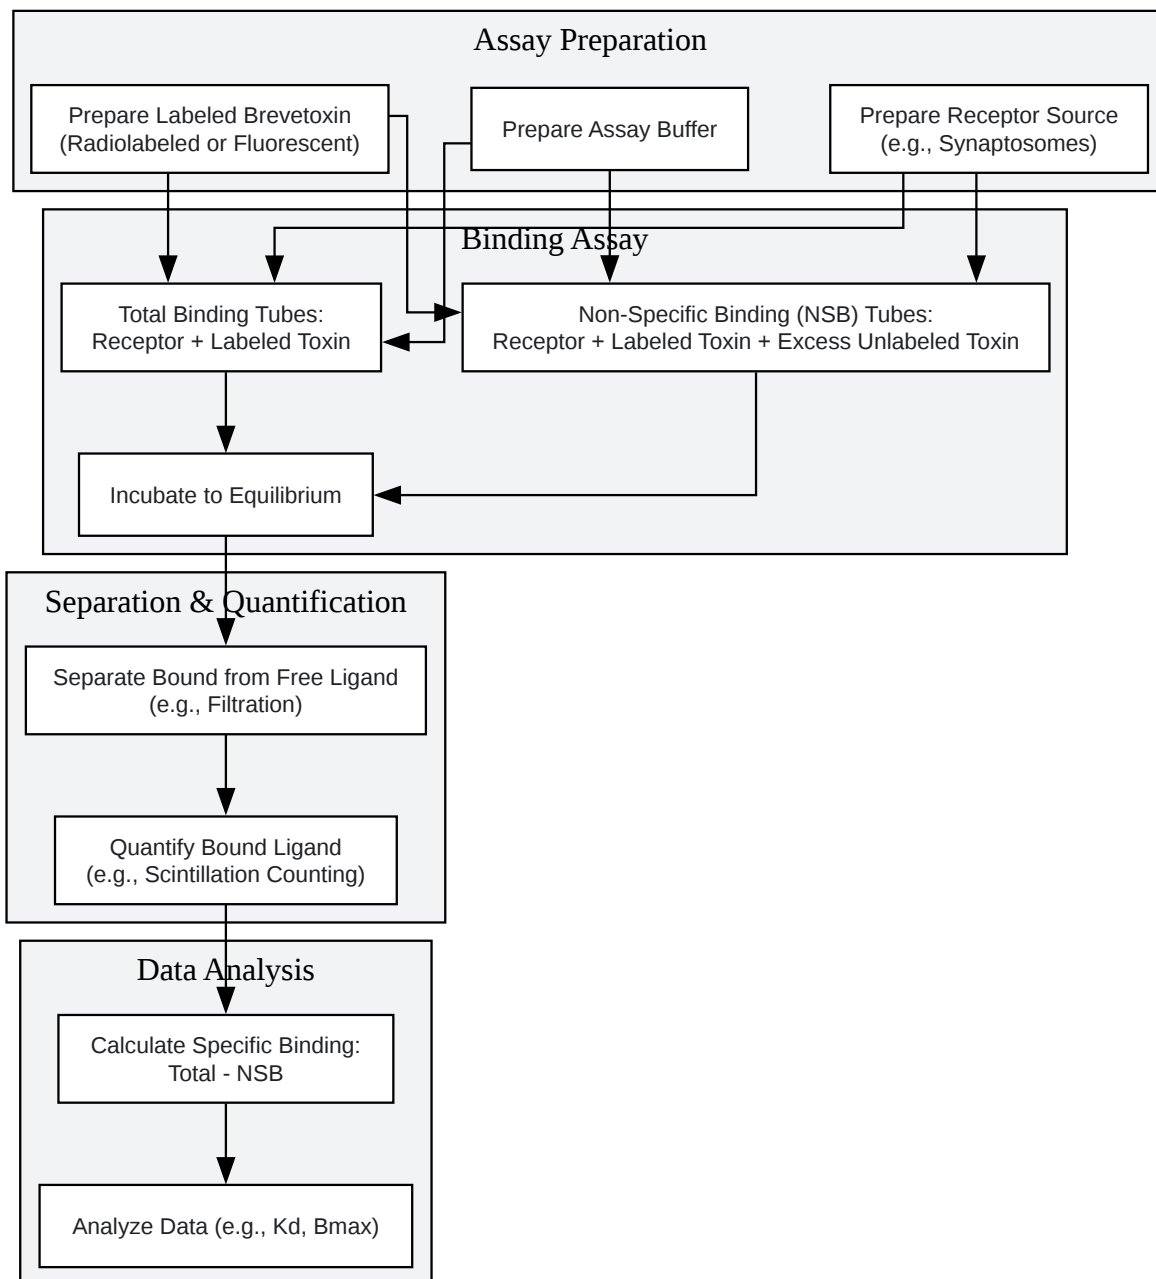 Assay Preparation
Prepare Labeled Brevetoxin
(Radiolabeled or Fluorescent)
Prepare Assay Buffer
Prepare Receptor Source
(e.g., Synaptosomes)
Binding Assay
Total Binding Tubes:
Receptor + Labeled Toxin
Non-Specific Binding (NSB) Tubes:
Receptor + Labeled Toxin + Excess Unlabeled Toxin
Incubate to Equilibrium
Separation & Quantification
Separate Bound from Free Ligand
(e.g., Filtration)
Quantify Bound Ligand
(e.g., Scintillation Counting)
Data Analysis
Calculate Specific Binding:
Total - NSB
Analyze Data (e.g., Kd, Bmax)